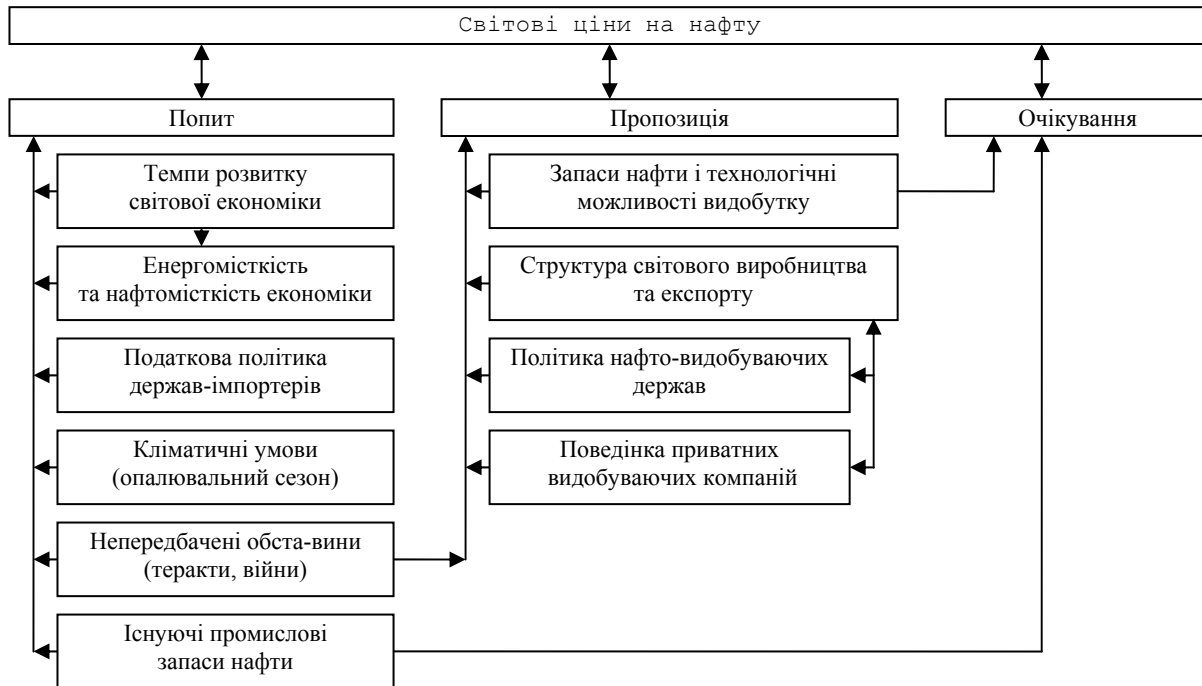 Світові ціни на нафту
Попит
Пропозиція
Очікування
Темпи розвитку
світової економіки
Енергомісткість
та нафтомісткість економіки
Податкова політика
держав-імпортерів
Кліматичні умови
(опалювальний сезон)
Непередбачені обста-вини
(теракти, війни)
Існуючі промислові
запаси нафти
Запаси нафти і технологічні
можливості видобутку
Структура світового виробництва
та експорту
Політика нафто-видобуваючих
держав
Поведінка приватних
видобуваючих компаній